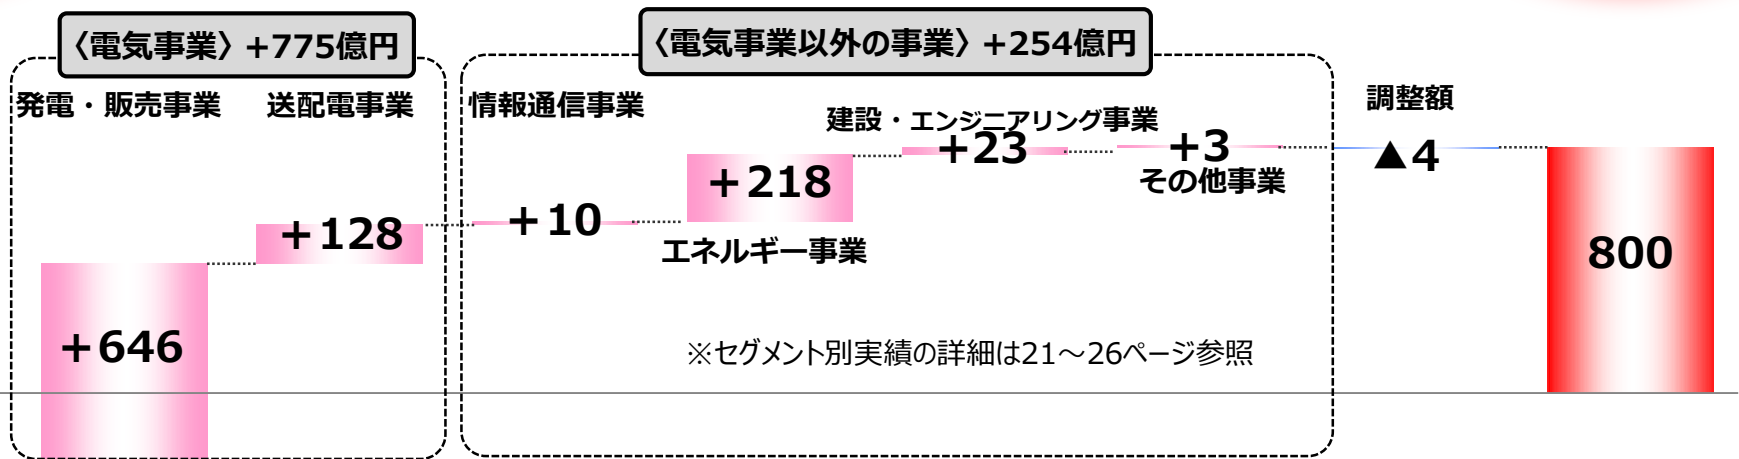 〈電気事業〉+775億円
〈電気事業以外の事業〉+254億円
発電・販売事業
送配電事業
情報通信事業
建設・エンジニアリング事業
調整額
+646
+128
+10
+218
エネルギー事業
+23
+3
その他事業
▲4
800
※セグメント別実績の詳細は21～26ページ参照